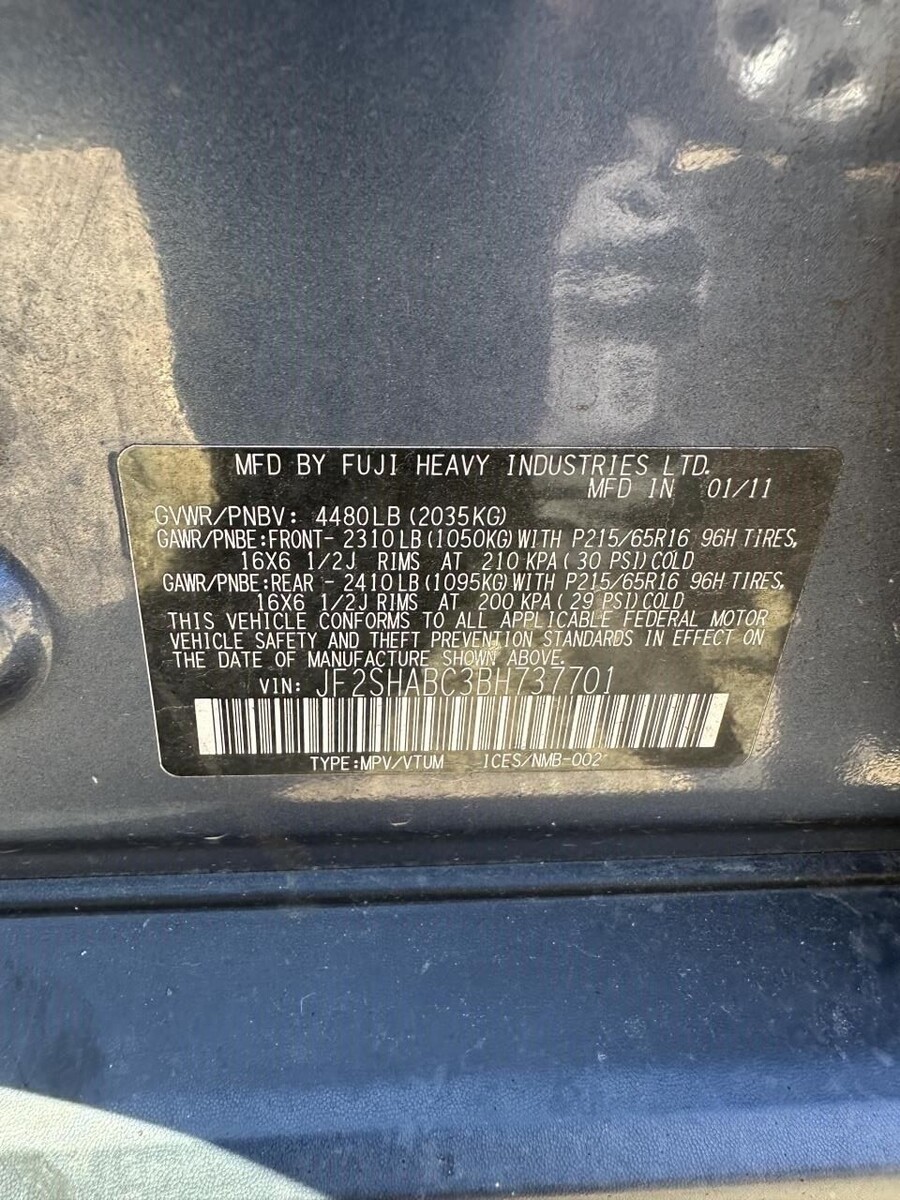 MFD BY FUJI HEAVY INDUSTRIES LTD.
MFD IN 01/11
GVWR/PNBV: 4480LB (2035KG)
GAWR/PNBE:FRONT- 2310LB (1050KG) WITH P215/65R16 96H TIRES,
16X6 1/2J RIMS AT 210 KPA ( 30 PSI) COLD
GAWR/PNBE:REAR - 2410LB (1095KG) WITH P215/65R16 96H TIRES,
16X6 1/2J RIMS AT 200 KPA ( 29 PSI) COLD
THIS VEHICLE CONFORMS TO ALL APPLICABLE FEDERAL MOTOR
VEHICLE SAFETY AND THEFT PREVENTION STANDARDS IN EFFECT ON
THE DATE OF MANUFACTURE SHOWN ABOVE.
VIN: JF2SHABC3BH737701
TYPE:MPV/VTUM ICES/NMB-002